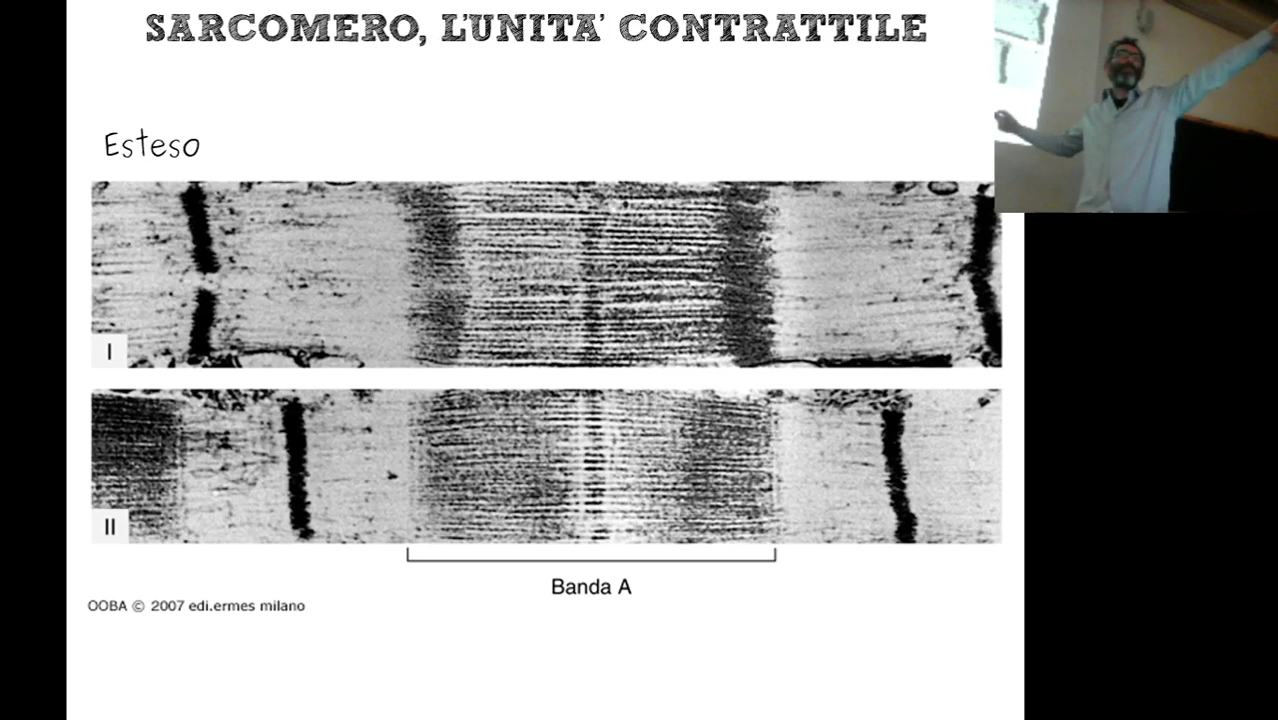 SARCOMERO, L'UNITA' CONTRATTILE
Esteso
I
II
Banda A
OOBA © 2007 edi.ermes milano